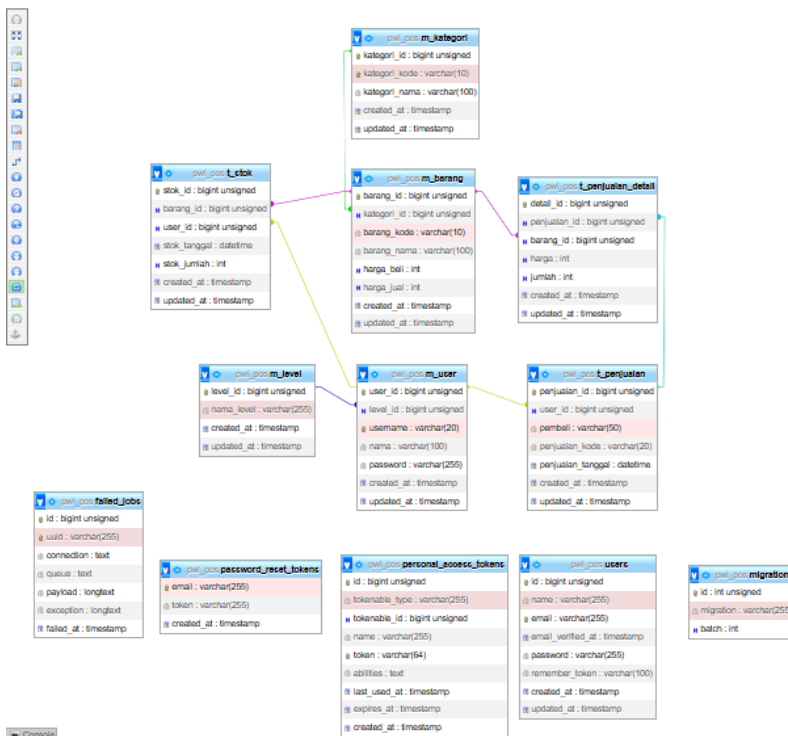 pwl_pos m_kategori
kategori_id : bigint unsigned
kategori_kode : varchar(10)
kategori_nama : varchar(100)
created_at : timestamp
updated_at : timestamp
pwl_pos t_stok
stok_id : bigint unsigned
barang_id : bigint unsigned
user_id : bigint unsigned
stok_tanggal : datetime
stok_jumlah : int
created_at : timestamp
updated_at : timestamp
pwl_pos m_barang
barang_id : bigint unsigned
kategori_id : bigint unsigned
barang_kode : varchar(10)
barang_nama : varchar(100)
harga_beli : int
harga_jual : int
created_at : timestamp
updated_at : timestamp
pwl_pos t_penjualan_detail
detail_id : bigint unsigned
penjualan_id : bigint unsigned
barang_id : bigint unsigned
harga : int
jumlah : int
created_at : timestamp
updated_at : timestamp
pwl_pos m_level
level_id : bigint unsigned
nama_level : varchar(255)
created_at : timestamp
updated_at : timestamp
pwl_pos m_user
user_id : bigint unsigned
level_id : bigint unsigned
username : varchar(20)
nama : varchar(100)
password : varchar(255)
created_at : timestamp
updated_at : timestamp
pwl_pos t_penjualan
penjualan_id : bigint unsigned
user_id : bigint unsigned
pembeli : varchar(50)
penjualan_kode : varchar(20)
penjualan_tanggal : datetime
created_at : timestamp
updated_at : timestamp
pwl_pos failed_jobs
id : bigint unsigned
uuid : varchar(255)
connection : text
queue : text
payload : longtext
exception : longtext
failed_at : timestamp
pwl_pos password_reset_tokens
email : varchar(255)
token : varchar(255)
created_at : timestamp
pwl_pos personal_access_tokens
id : bigint unsigned
tokenable_type : varchar(255)
tokenable_id : bigint unsigned
name : varchar(255)
token : varchar(64)
abilities : text
last_used_at : timestamp
expires_at : timestamp
created_at : timestamp
pwl_pos users
id : bigint unsigned
name : varchar(255)
email : varchar(255)
email_verified_at : timestamp
password : varchar(255)
remember_token : varchar(100)
created_at : timestamp
updated_at : timestamp
pwl_pos migration
id : int unsigned
migration : varchar(255
batch : int
Console